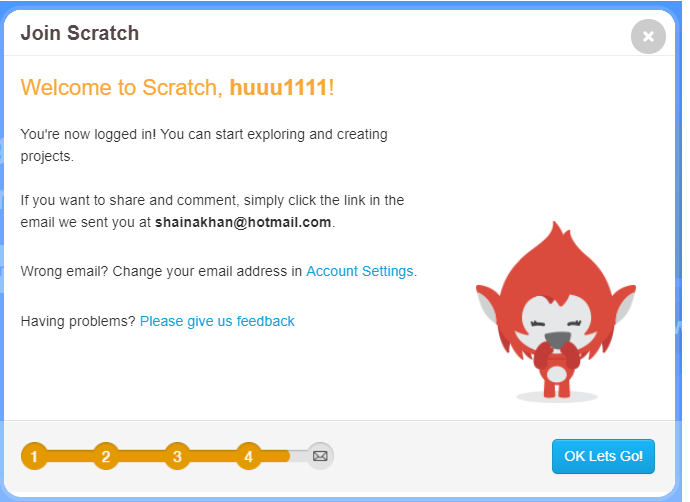 Join Scratch
Welcome to Scratch, huuu1111!
You're now logged in! You can start exploring and creating
projects.
If you want to share and comment, simply click the link in the
email we sent you at shainakhan@hotmail.com.
Wrong email? Change your email address in Account Settings.
Having problems? Please give us feedback
1 2 3 4
OK Lets Go!